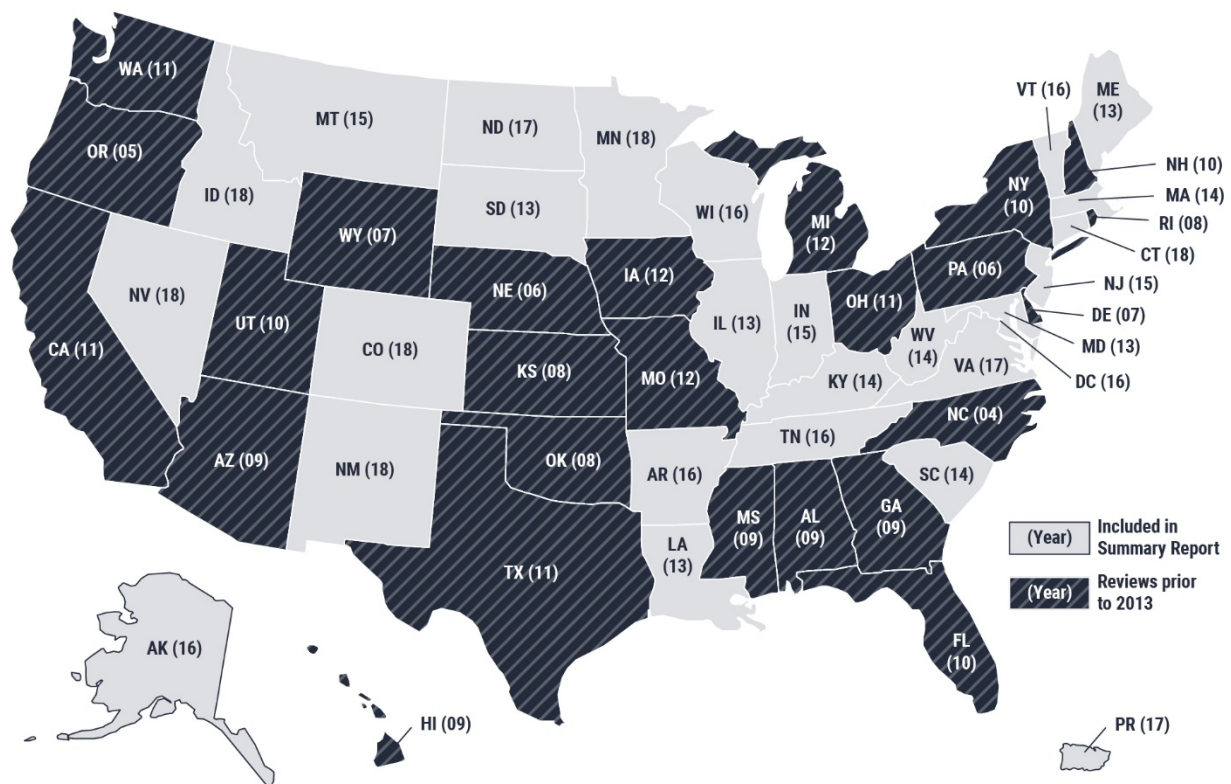 WA (11)
MT (15)
ND (17)
MN (18)
VT (16)
ME
(13)
OR (05)
ID (18)
SD (13)
WI (16)
MI
(12)
NY
(10)
NH (10)
MA (14)
RI (08)
CT (18)
WY (07)
IA (12)
PA (06)
NJ (15)
NV (18)
UT (10)
NE (06)
IL (13)
IN
(15)
OH (11)
DE (07)
MD (13)
DC (16)
CA (11)
CO (18)
KS (08)
MO (12)
KY (14)
WV
(14)
VA (17)
NC (04)
TN (16)
AZ (09)
NM (18)
OK (08)
AR (16)
SC (14)
MS
(09)
AL
(09)
GA
(09)
TX (11)
LA
(13)
FL
(10)
(Year)
Included in
Summary Report
(Year)
Reviews prior
to 2013
AK (16)
HI (09)
PR (17)